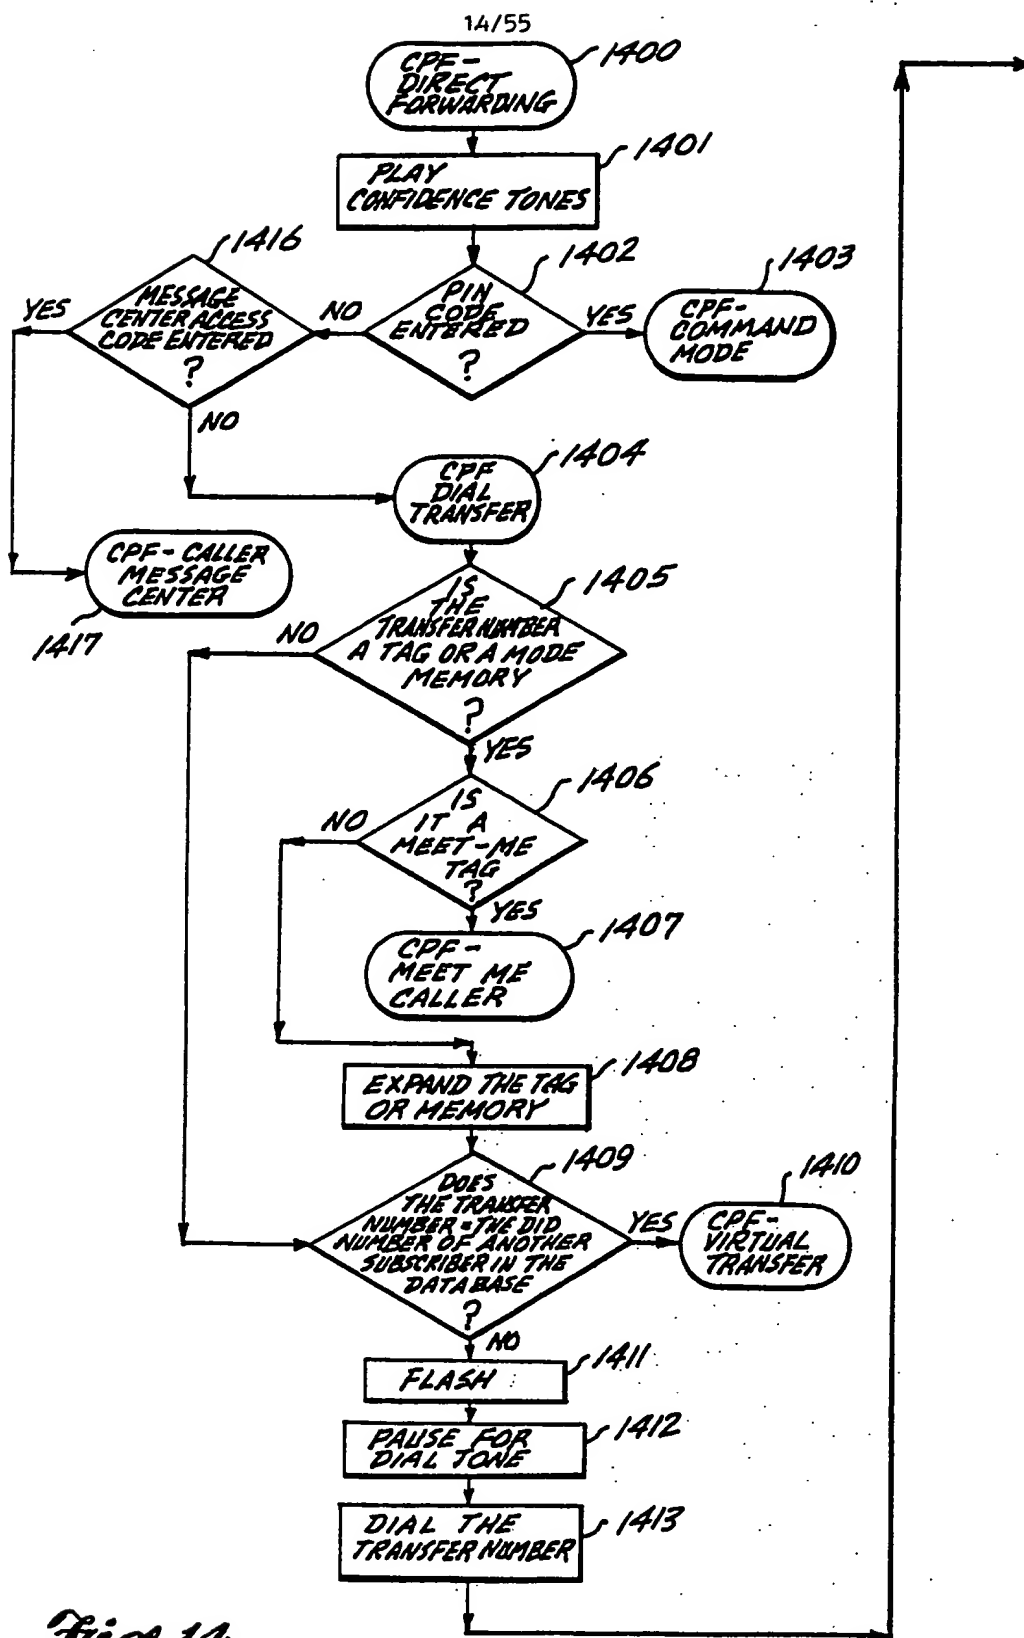 14/55
CPF-
DIRECT
FORWARDING
1400
PLAY
CONFIDENCE TONES
1401
1416
MESSAGE
CENTER ACCESS
CODE ENTERED
?
YES
NO
NO
1402
PIN
CODE
ENTERED
?
YES
1403
CPF-
COMMAND
MODE
1404
CPF
DIAL
TRANSFER
CPF-CALLER
MESSAGE
CENTER
1417
1405
IS
THE
TRANSFER NUMBER
A TAG OR A MODE
MEMORY
?
NO
YES
1406
IS
IT A
MEET-ME
TAG
?
NO
YES
1407
CPF-
MEET ME
CALLER
1408
EXPAND THE TAG
OR MEMORY
1409
DOES
THE TRANSFER
NUMBER = THE DID
NUMBER OF ANOTHER
SUBSCRIBER IN THE
DATABASE
?
YES
NO
1410
CPF-
VIRTUAL
TRANSFER
1411
FLASH
1412
PAUSE FOR
DIAL TONE
1413
DIAL THE
TRANSFER NUMBER